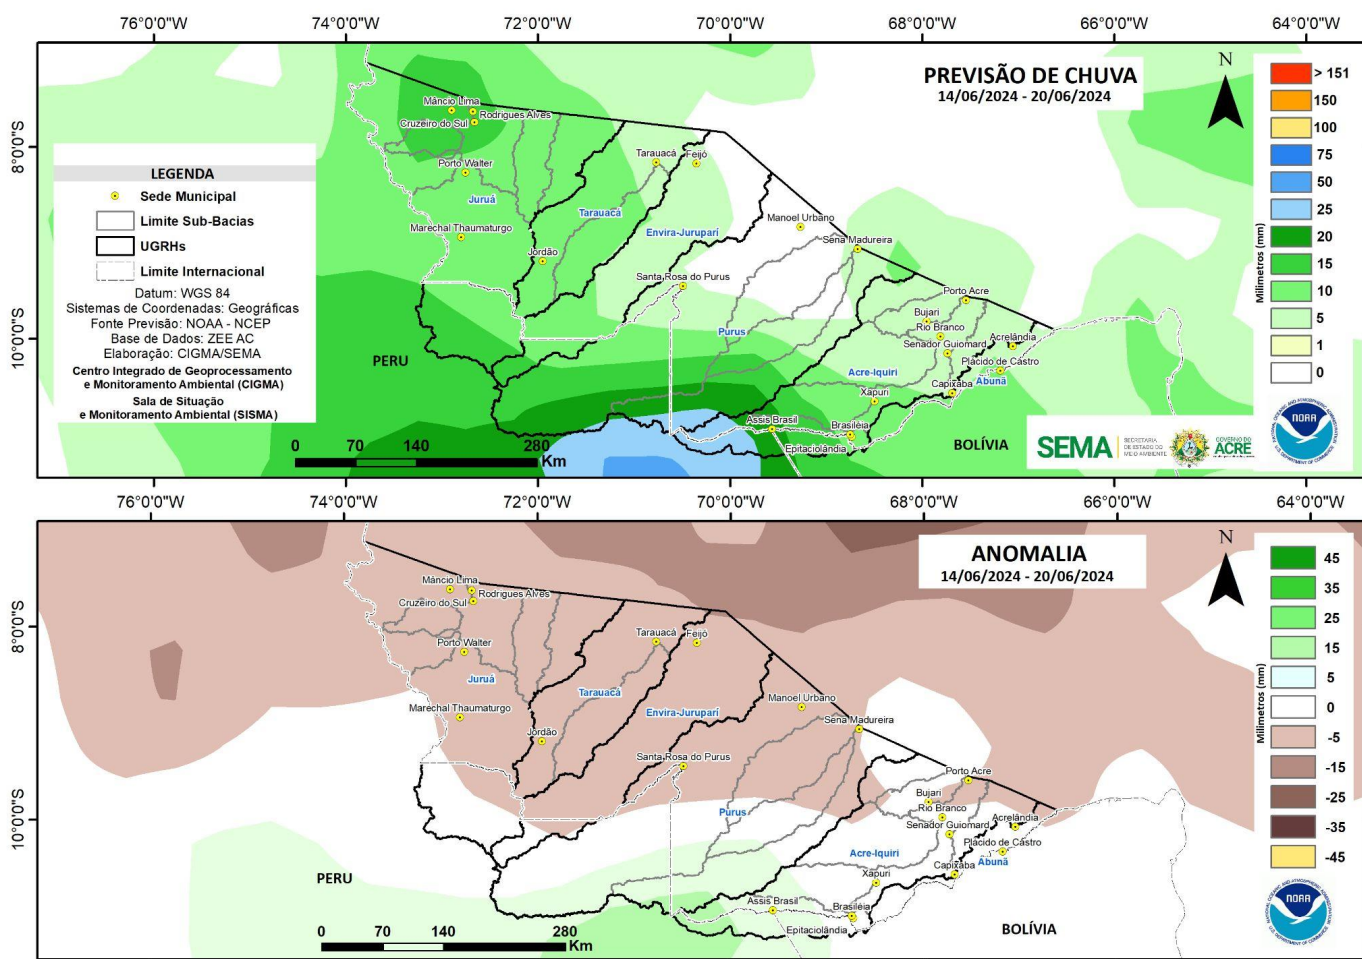 76°0'0"W 74°0'0"W 72°0'0"W 70°0'0"W 68°0'0"W 66°0'0"W 64°0'0"W
PREVISÃO DE CHUVA
14/06/2024 - 20/06/2024
N
8°0'0"S
10°0'0"S
LEGENDA
Sede Municipal
Limite Sub-Bacias
UGRHs
Limite Internacional
Datum: WGS 84
Sistemas de Coordenadas: Geográficas
Fonte Previsão: NOAA - NCEP
Base de Dados: ZEE AC
Elaboração: CIGMA/SEMA
Centro Integrado de Geoprocessamento
e Monitoramento Ambiental (CIGMA)
Sala de Situação
e Monitoramento Ambiental (SISMA)
Mâncio Lima
Rodrigues Alves
Cruzeiro do Sul
Porto Walter
Juruá
Marechal Thaumaturgo
Tarauacá
Feijó
Tarauacá
Envira-Juruparí
Jordão
Manoel Urbano
Sena Madureira
Santa Rosa do Purus
Purus
Porto Acre
Bujari
Rio Branco
Senador Guiomard
Acrelândia
Plácido de Castro
Abunã
Acre-Iquiri
Capixaba
Xapuri
Assis Brasil
Brasiléia
Epitaciolândia
PERU
BOLÍVIA
0 70 140 280
Km
Milimetros (mm)
> 151
150
100
75
50
25
20
15
10
5
1
0
SEMA
SECRETARIA
DE ESTADO DO
MEIO AMBIENTE
GOVERNO DO
ACRE
NOAA
76°0'0"W 74°0'0"W 72°0'0"W 70°0'0"W 68°0'0"W 66°0'0"W 64°0'0"W
ANOMALIA
14/06/2024 - 20/06/2024
N
8°0'0"S
10°0'0"S
Mâncio Lima
Rodrigues Alves
Cruzeiro do Sul
Porto Walter
Juruá
Marechal Thaumaturgo
Tarauacá
Feijó
Tarauacá
Envira-Juruparí
Jordão
Manoel Urbano
Sena Madureira
Santa Rosa do Purus
Purus
Porto Acre
Bujari
Rio Branco
Senador Guiomard
Acrelândia
Plácido de Castro
Abunã
Acre-Iquiri
Capixaba
Xapuri
Assis Brasil
Brasiléia
Epitaciolândia
PERU
BOLÍVIA
0 70 140 280
Km
Milimetros (mm)
45
35
25
15
5
0
-5
-15
-25
-35
-45
NOAA